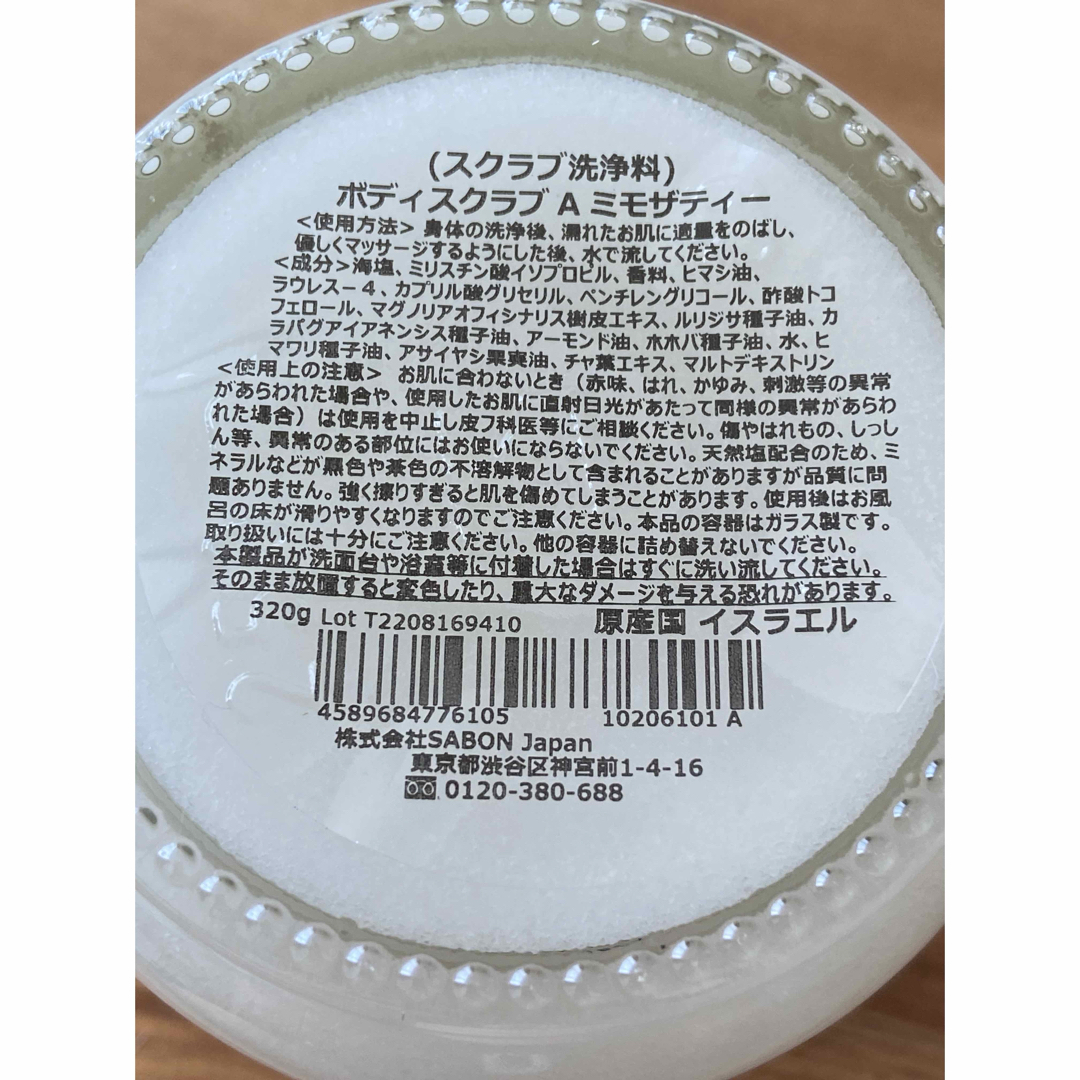 (スクラブ洗浄料)
ボディスクラブ A ミモザティー
<使用方法> 身体の洗浄後、濡れたお肌に適量をのばし、
優しくマッサージするようにした後、水で流してください。
<成分>海塩、ミリスチン酸イソプロピル、香料、ヒマシ油、
ラウレス－4、カプリル酸グリセリル、ペンチレングリコール、酢酸トコ
フェロール、マグノリアオフィシナリス樹皮エキス、ルリジサ種子油、カ
ラパグアイアネンシス種子油、アーモンド油、ホホバ種子油、水、ヒ
マワリ種子油、アサイヤシ果実油、チャ葉エキス、マルトデキストリン
<使用上の注意> お肌に合わないとき（赤味、はれ、かゆみ、刺激等の異常
があらわれた場合や、使用したお肌に直射日光があたって同様の異常があらわ
れた場合）は使用を中止し皮フ科医等にご相談ください。傷やはれもの、しっし
ん等、異常のある部位にはお使いにならないでください。天然塩配合のため、ミ
ネラルなどが黒色や茶色の不溶解物として含まれることがありますが品質に問
題ありません。強く擦りすぎると肌を傷めてしまうことがあります。使用後はお風
呂の床が滑りやすくなりますのでご注意ください。本品の容器はガラス製です。
取り扱いには十分にご注意ください。他の容器に詰め替えないでください。
本製品が洗面台や浴室等に付着した場合はすぐに洗い流してください。
そのまま放置すると変色したり、重大なダメージを与える恐れがあります。
320g Lot T2208169410 原産国 イスラエル
4589684776105 10206101 A
株式会社SABON Japan
東京都渋谷区神宮前1-4-16
0120-380-688